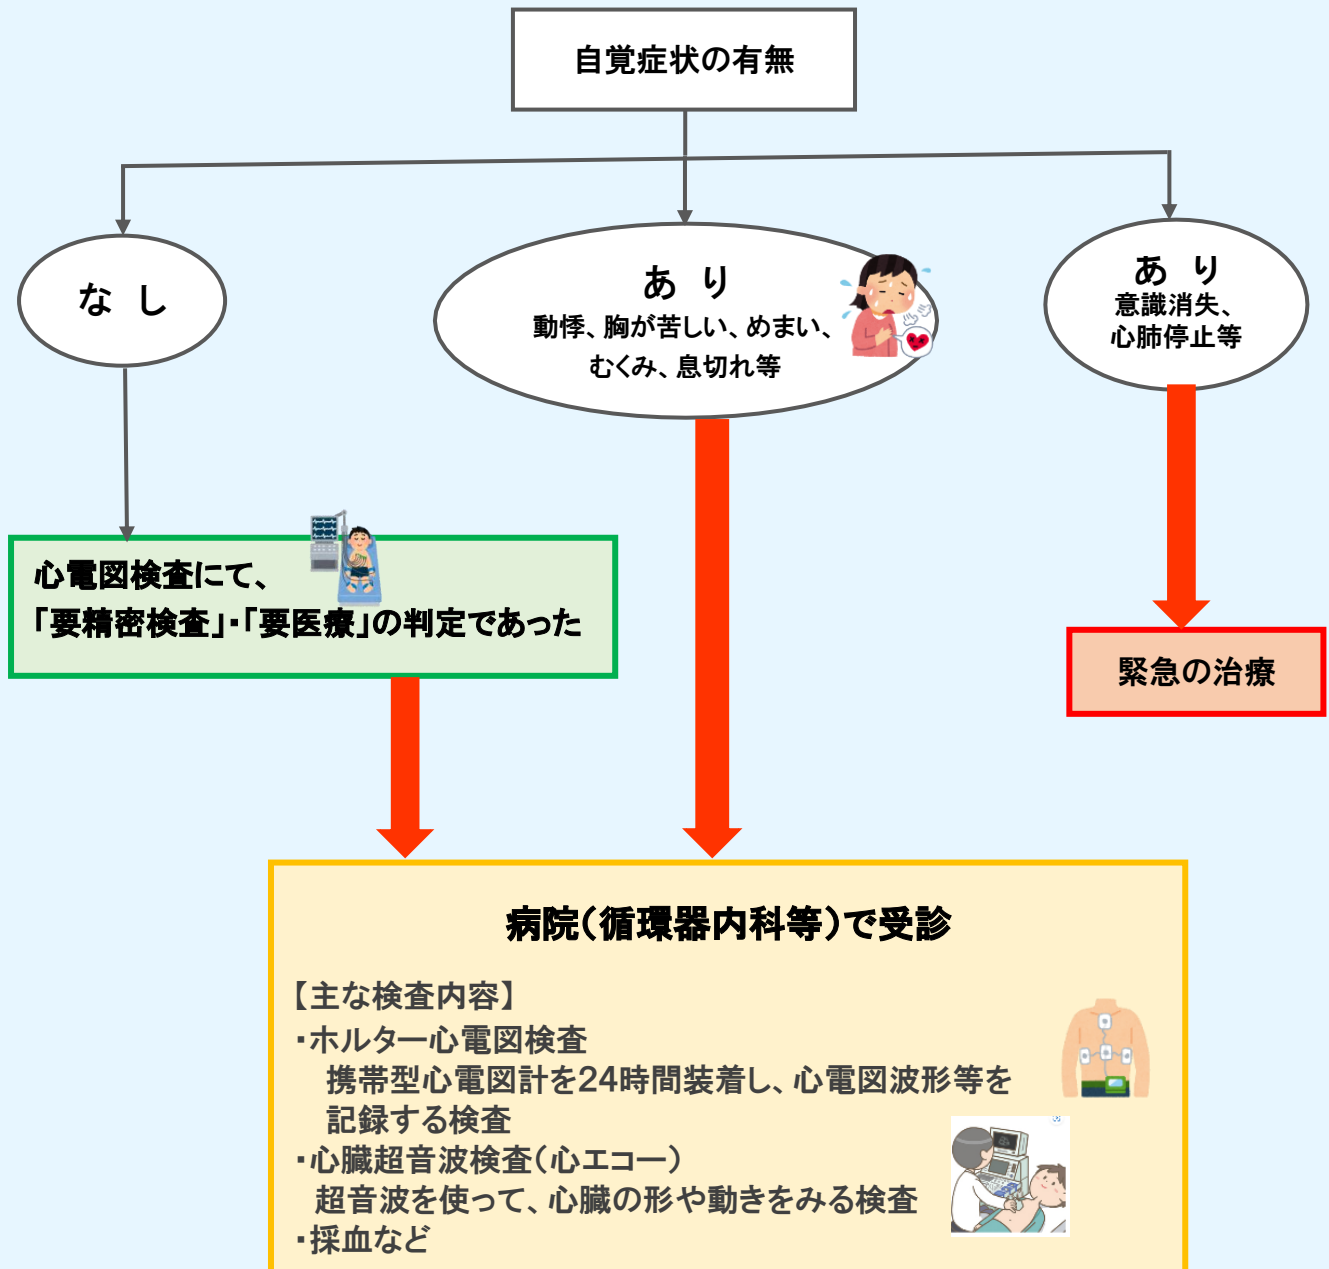 自覚症状の有無
なし
あり
動悸、胸が苦しい、めまい、
むくみ、息切れ等
あり
意識消失、
心肺停止等
心電図検査にて、
「要精密検査」・「要医療」の判定であった
緊急の治療
病院(循環器内科等)で受診
【主な検査内容】
・ホルター心電図検査
携帯型心電図計を24時間装着し、心電図波形等を
記録する検査
・心臓超音波検査(心エコー)
超音波を使って、心臓の形や動きをみる検査
・採血など